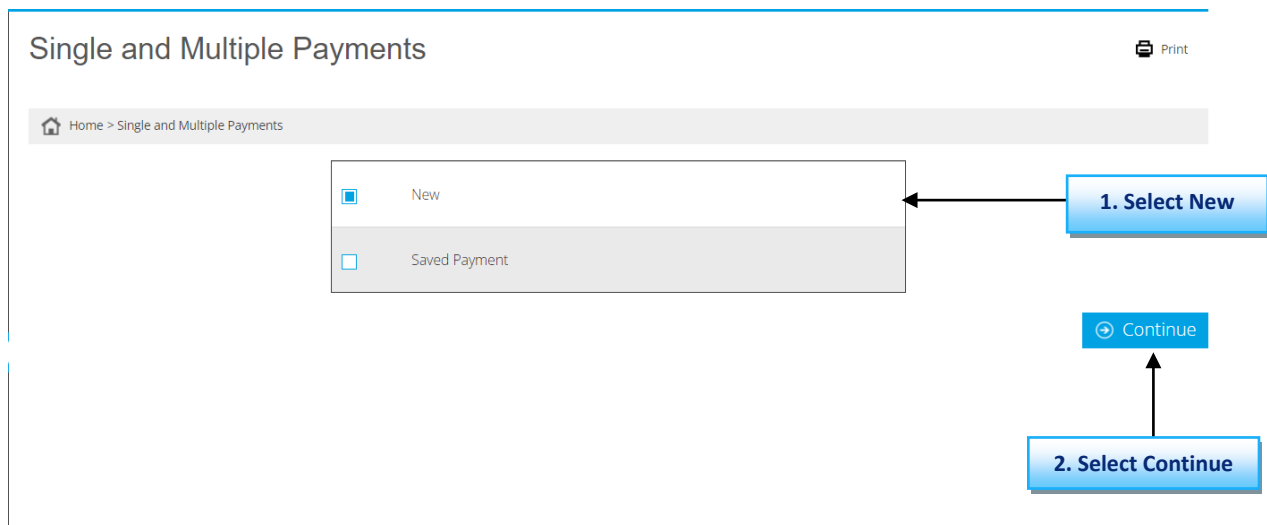 Single and Multiple Payments
Print
Home > Single and Multiple Payments
New
1. Select New
Saved Payment
Continue
2. Select Continue